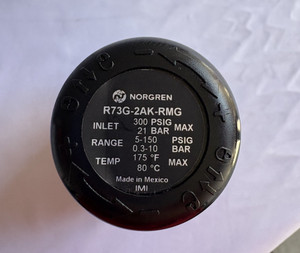 NORGREN
R73G-2AK-RMG
INLET 300 PSIG 21 BAR MAX
RANGE 5-150 PSIG 0.3-10 BAR
TEMP 175 °F 80 °C MAX
Made in Mexico
IMI